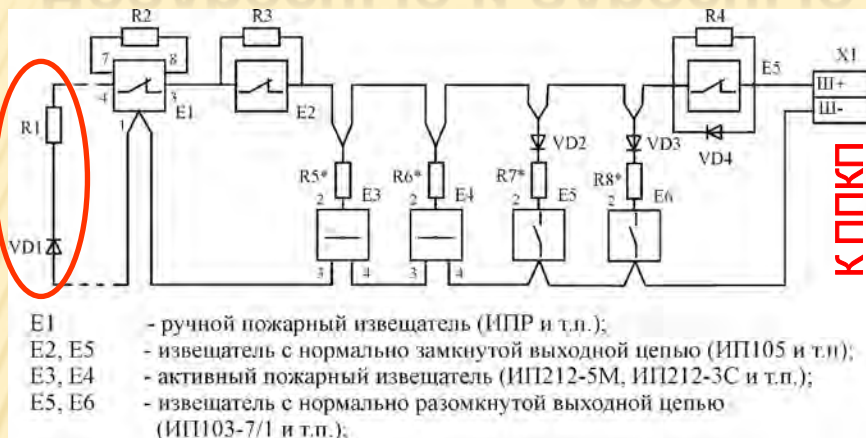 R2
R3
R4
X1
7
8
4
3
1
E1
E2
E5
Ш+
Ш-
R1
VD2
VD3
VD4
R5*
R6*
R7*
R8*
2
E3
2
E4
2
E5
2
E6
VD1
3
4
3
4
К ППКП
E1 - ручной пожарный извещатель (ИПР и т.п.);
E2, E5 - извещатель с нормально замкнутой выходной цепью (ИП105 и т.п);
E3, E4 - активный пожарный извещатель (ИП212-5М, ИП212-3С и т.п.);
E5, E6 - извещатель с нормально разомкнутой выходной цепью
(ИП103-7/1 и т.п.);